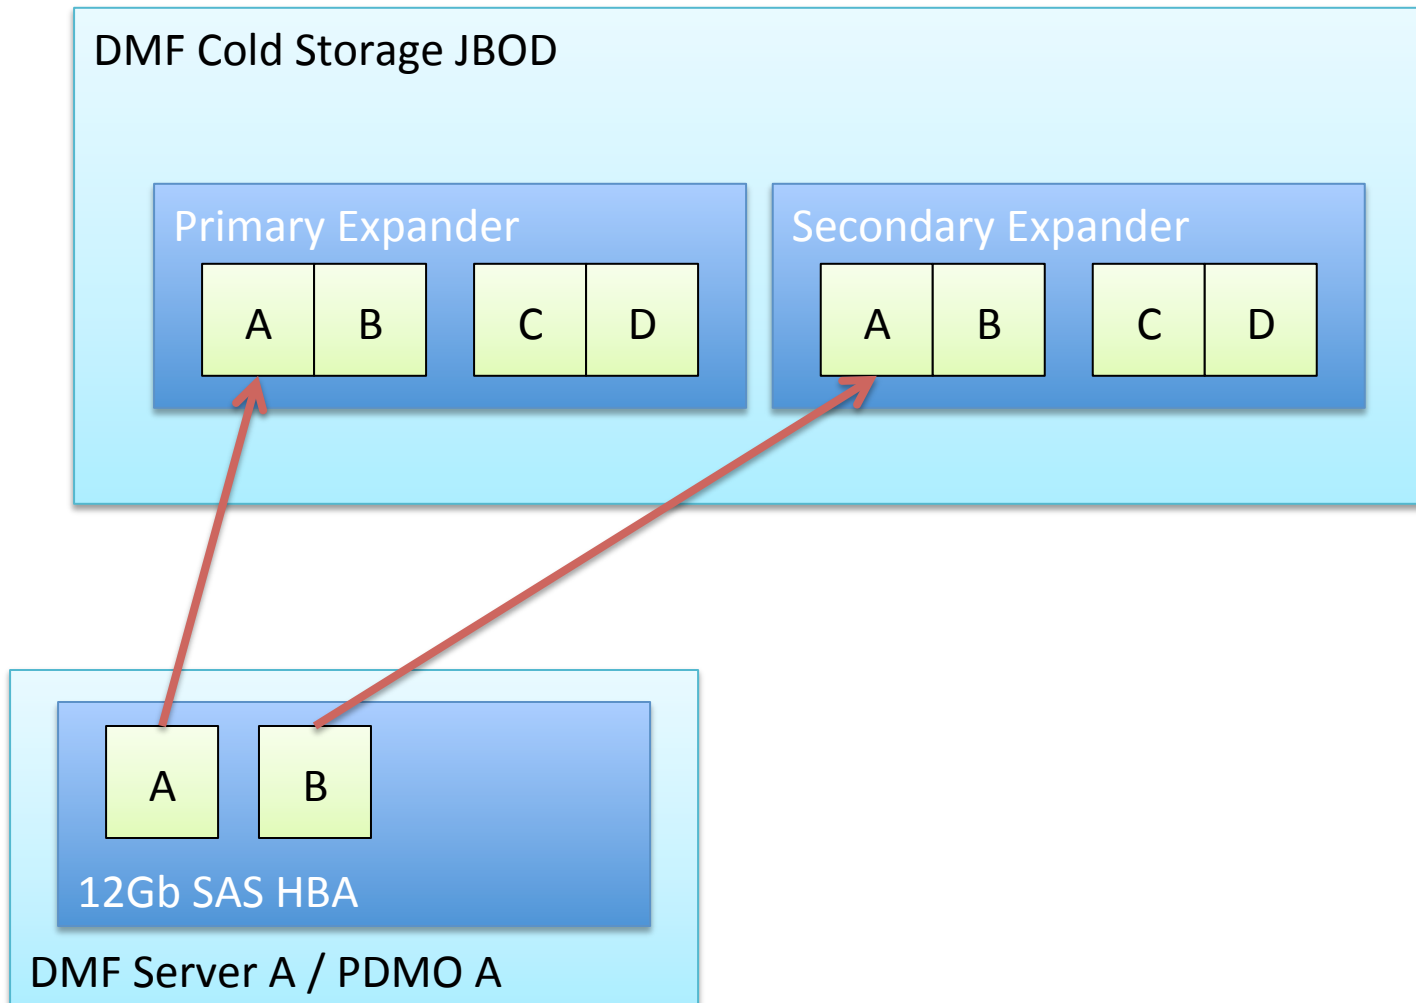 DMF Cold Storage JBOD
Primary Expander
A B C D
Secondary Expander
A B C D
A B
12Gb SAS HBA
DMF Server A / PDMO A